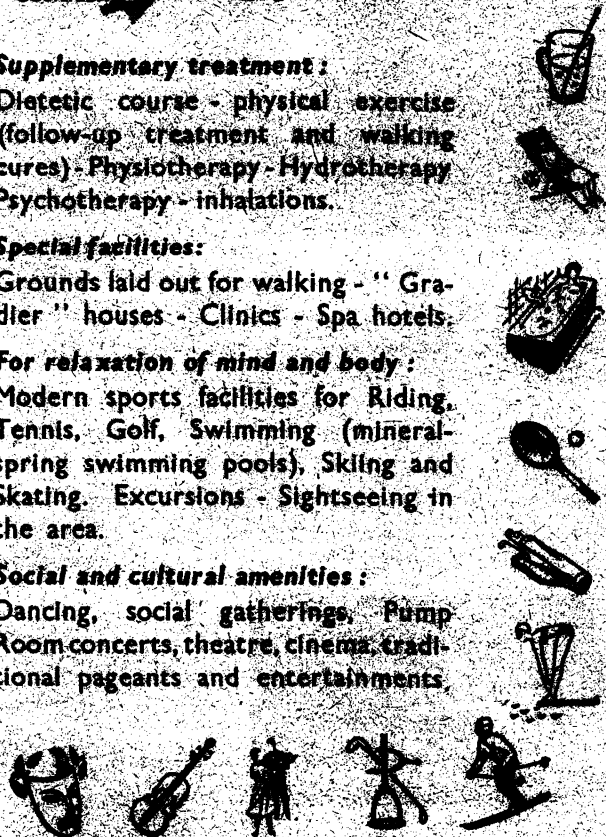 Supplementary treatment :
Dietetic course - physical exercise
(follow-up treatment and walking
cures) - Physiotherapy - Hydrotherapy
Psychotherapy - inhalations.
Special facilities:
Grounds laid out for walking - “ Gra-
dier ” houses - Clinics - Spa hotels.
For relaxation of mind and body :
Modern sports facilities for Riding,
Tennis, Golf, Swimming (mineral-
spring swimming pools), Skiing and
Skating. Excursions - Sightseeing in
the area.
Social and cultural amenities :
Dancing, social gatherings, Pump
Room concerts, theatre, cinema, tradi-
tional pageants and entertainments.